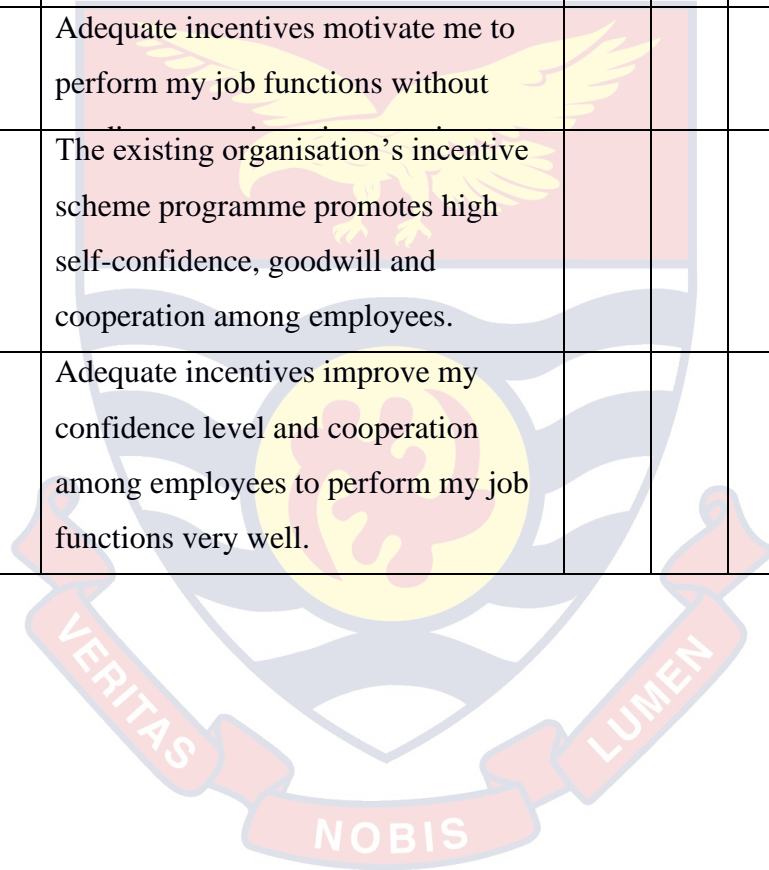 Adequate incentives motivate me to
perform my job functions without
The existing organisation’s incentive
scheme programme promotes high
self-confidence, goodwill and
cooperation among employees.
Adequate incentives improve my
confidence level and cooperation
among employees to perform my job
functions very well.
VERITAS
NOBIS
LUMEN